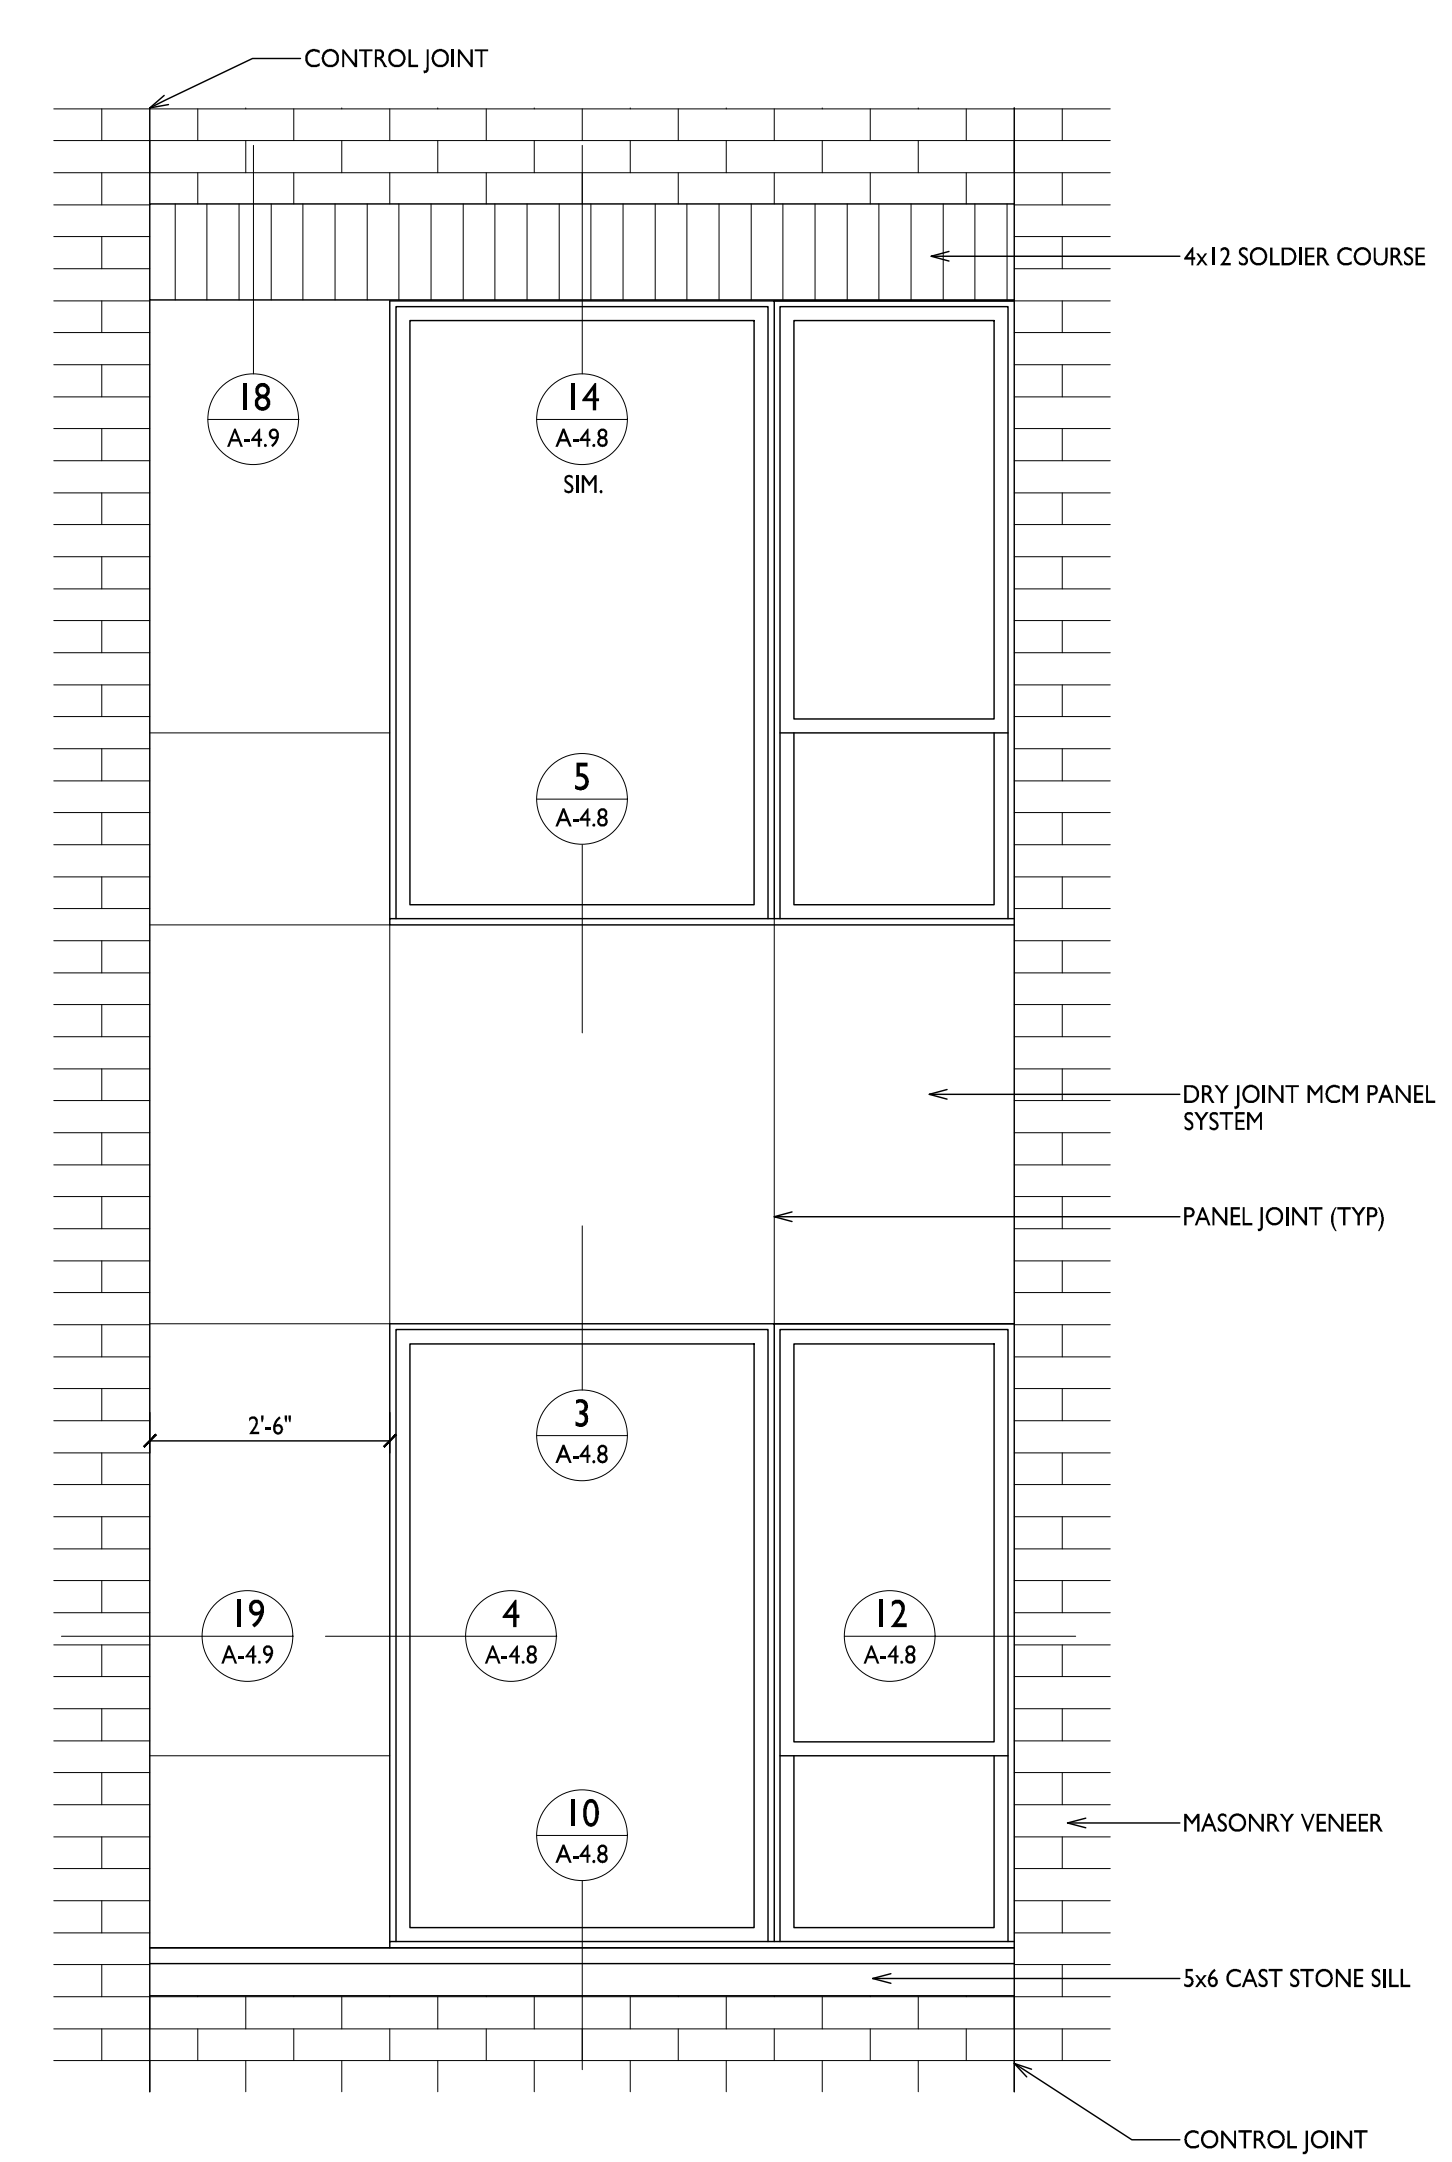 CONTROL JOINT
4x12 SOLDIER COURSE
18
A-4.9
14
A-4.8
SIM.
5
A-4.8
DRY JOINT MCM PANEL
SYSTEM
PANEL JOINT (TYP)
2'-6"
3
A-4.8
19
A-4.9
4
A-4.8
12
A-4.8
10
A-4.8
MASONRY VENEER
5x6 CAST STONE SILL
CONTROL JOINT